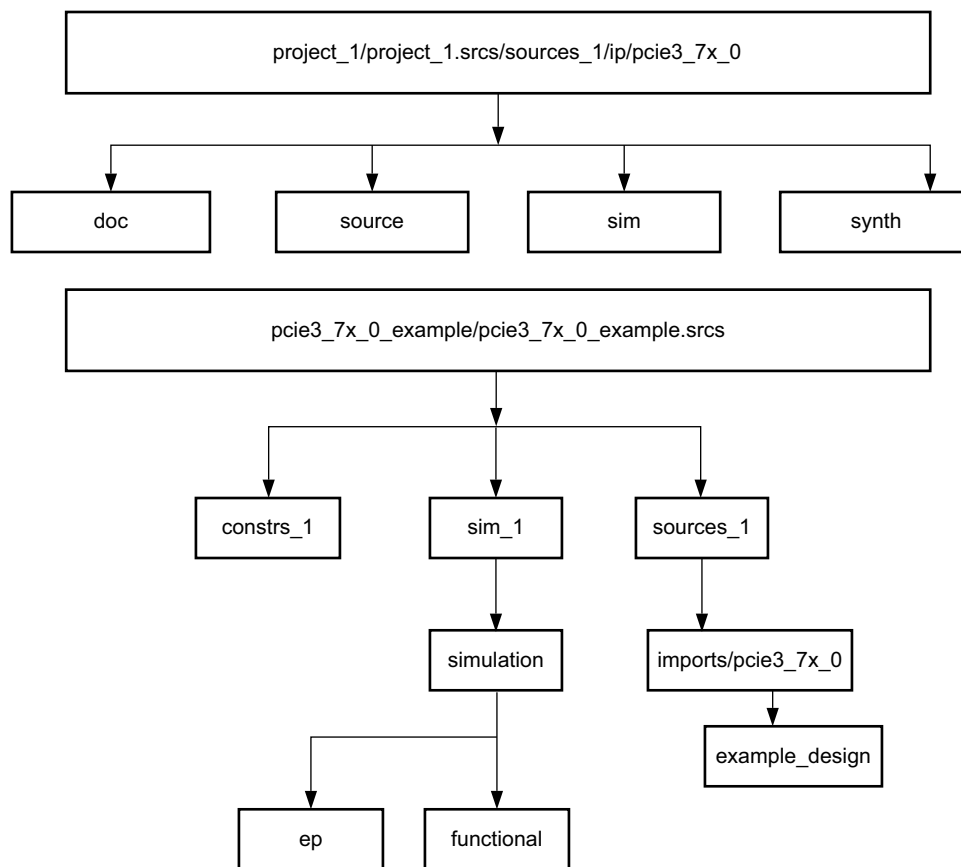 project_1/project_1.srcs/sources_1/ip/pcie3_7x_0
doc
source
sim
synth
pcie3_7x_0_example/pcie3_7x_0_example.srcs
constrs_1
sim_1
sources_1
simulation
imports/pcie3_7x_0
example_design
ep
functional